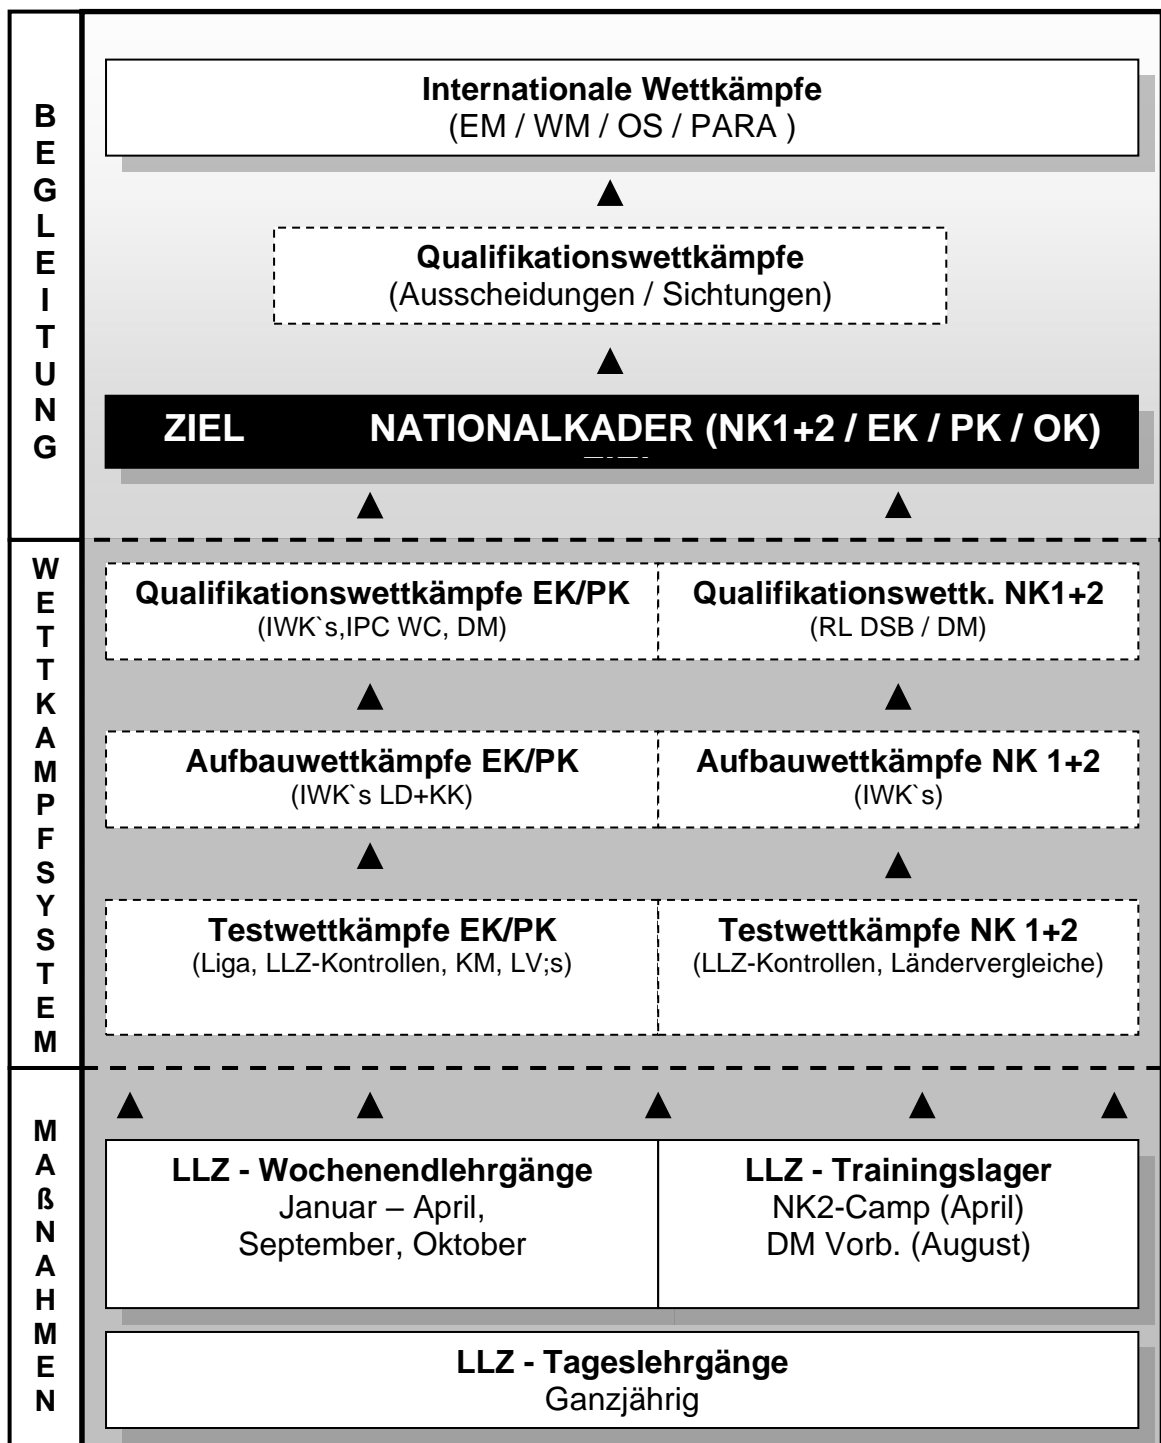 BEGLEITUNG
Internationale Wettkämpfe
(EM / WM / OS / PARA )
Qualifikationswettkämpfe
(Ausscheidungen / Sichtungen)
ZIEL NATIONALKADER (NK1+2 / EK / PK / OK)
WETTKAMPFSYSTEM
Qualifikationswettkämpfe EK/PK
(IWK`s,IPC WC, DM)
Qualifikationswettk. NK1+2
(RL DSB / DM)
Aufbauwettkämpfe EK/PK
(IWK`s LD+KK)
Aufbauwettkämpfe NK 1+2
(IWK`s)
Testwettkämpfe EK/PK
(Liga, LLZ-Kontrollen, KM, LV;s)
Testwettkämpfe NK 1+2
(LLZ-Kontrollen, Ländervergleiche)
MAßNAHMEN
LLZ - Wochenendlehrgänge
Januar – April,
September, Oktober
LLZ - Trainingslager
NK2-Camp (April)
DM Vorb. (August)
LLZ - Tageslehrgänge
Ganzjährig